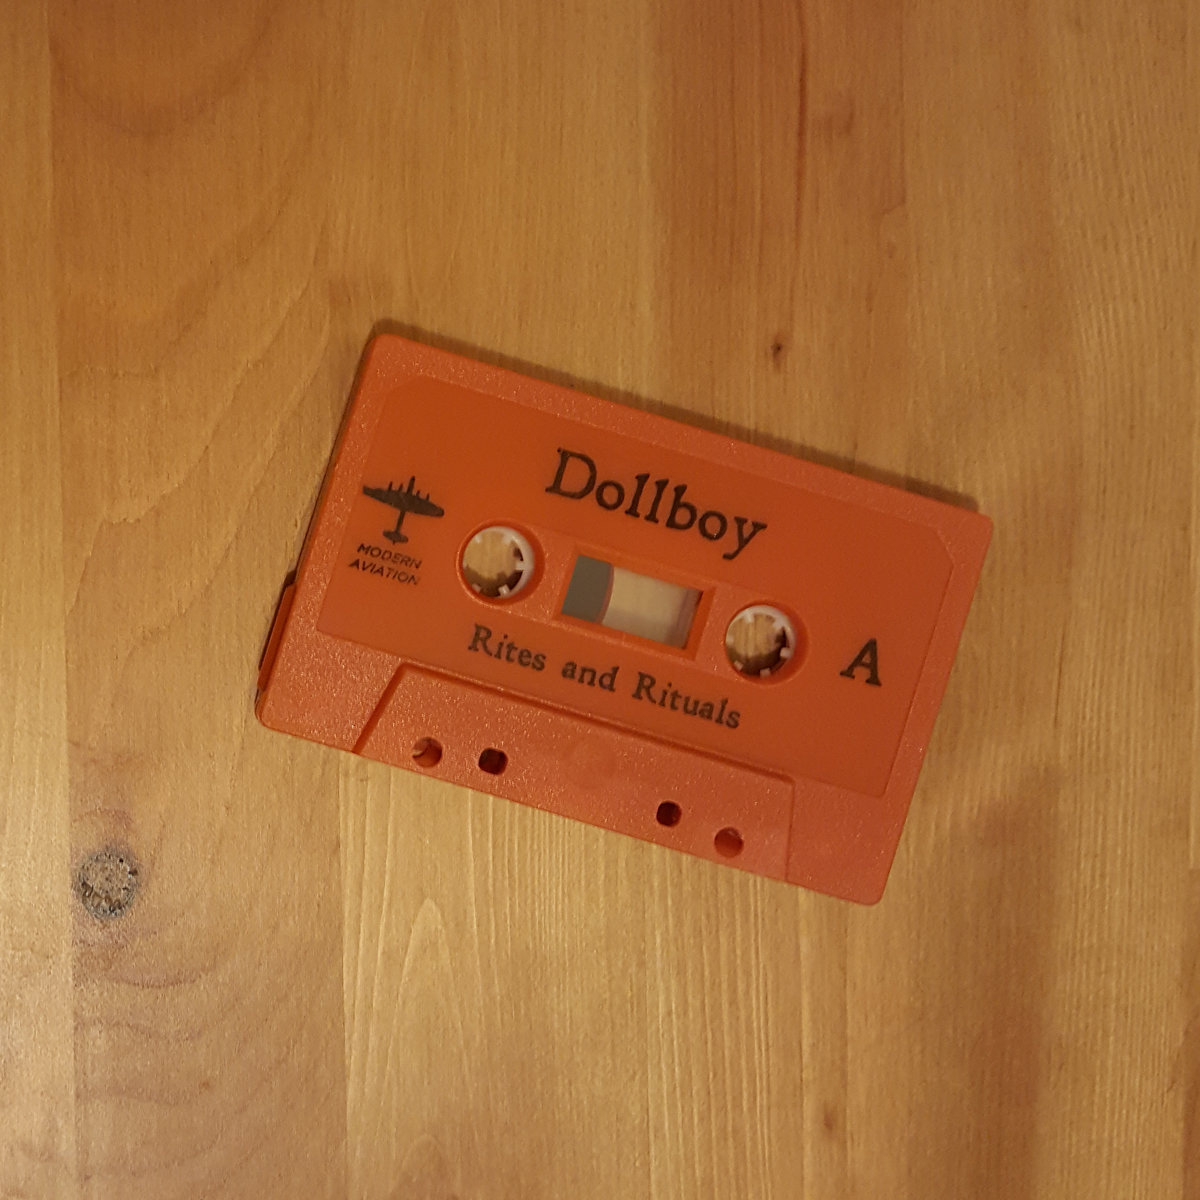 Dollboy
MODERN
AVIATION
Rites and Rituals
A